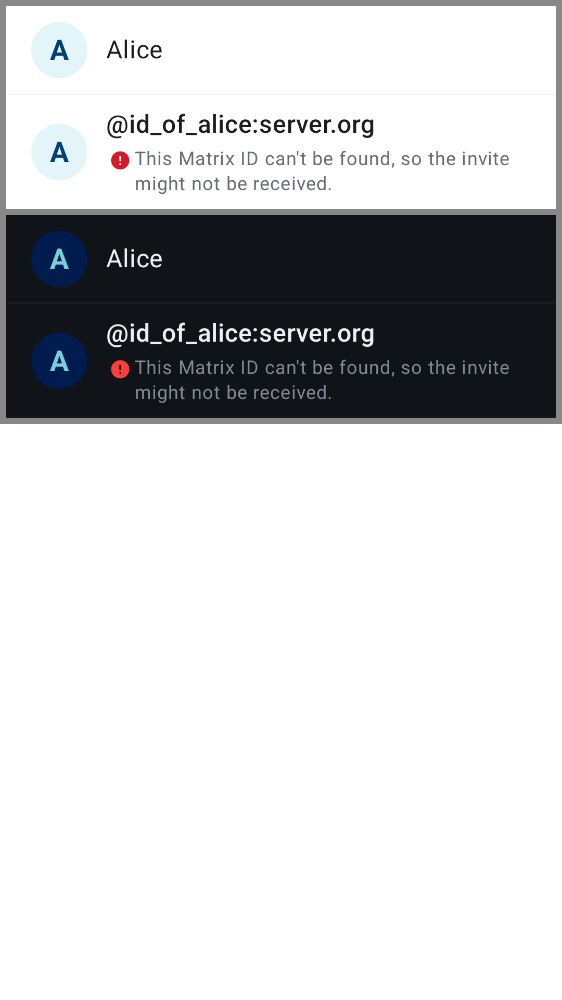 A Alice
A @id_of_alice:server.org
This Matrix ID can't be found, so the invite
might not be received.
A Alice
A @id_of_alice:server.org
This Matrix ID can't be found, so the invite
might not be received.